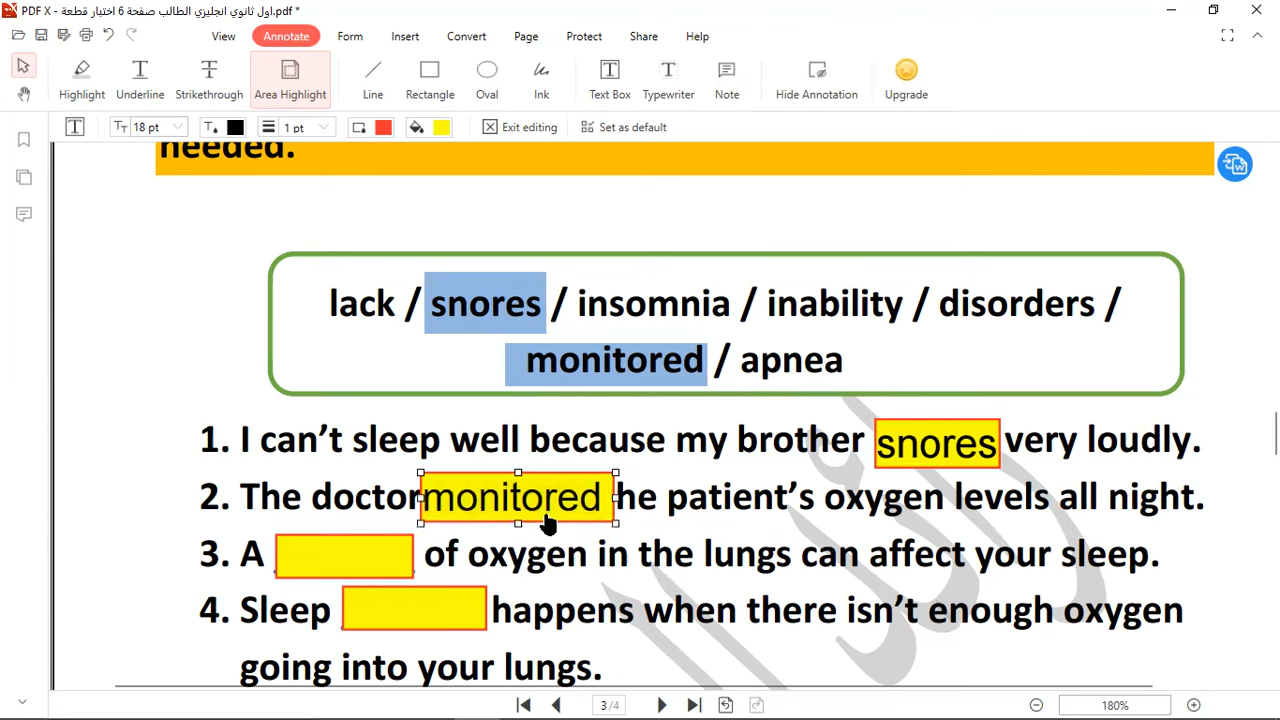 PDF X - اول ثانوي انجليزي الطالب صفحة 6 اختبار قطعة.pdf *
View Annotate Form Insert Convert Page Protect Share Help
Highlight Underline Strikethrough Area Highlight Line Rectangle Oval Ink Text Box Typewriter Note Hide Annotation Upgrade
18 pt 1 pt Exit editing Set as default
needed.
lack / snores / insomnia / inability / disorders /
monitored / apnea
1. I can’t sleep well because my brother snores very loudly.
2. The doctor monitored he patient’s oxygen levels all night.
3. A of oxygen in the lungs can affect your sleep.
4. Sleep happens when there isn’t enough oxygen
going into your lungs.
3 /4 180%